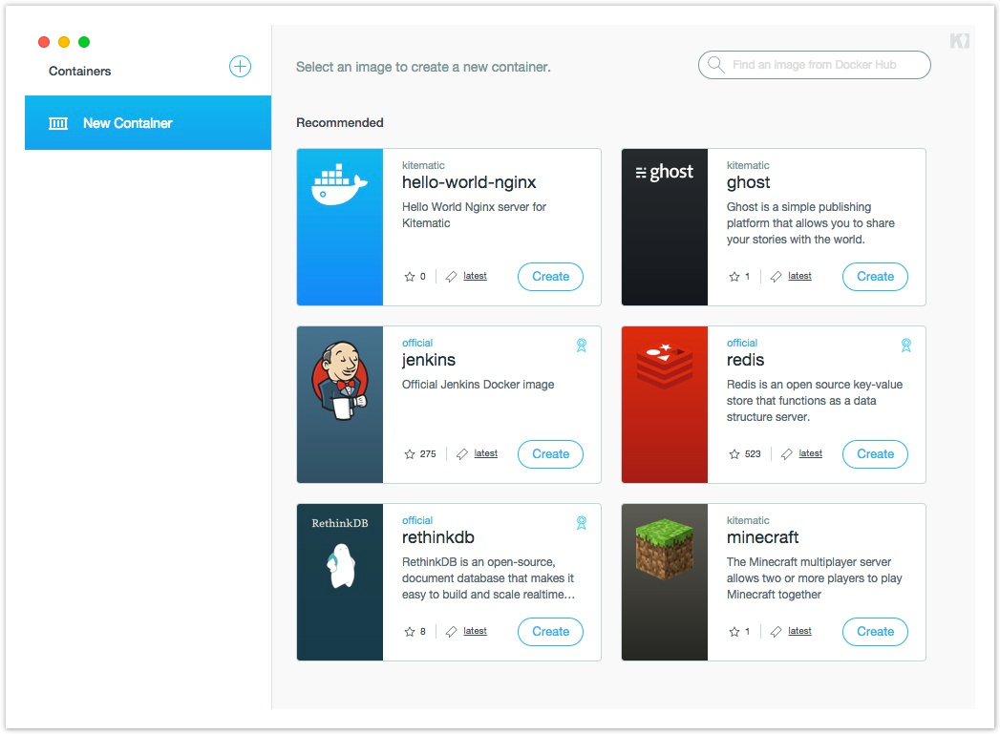 Containers
New Container
Select an image to create a new container.
Find an image from Docker Hub
Recommended
kitematic
hello-world-nginx
Hello World Nginx server for
Kitematic
0
latest
Create
ghost
kitematic
ghost
Ghost is a simple publishing
platform that allows you to share
your stories with the world.
1
latest
Create
official
jenkins
Official Jenkins Docker image
275
latest
Create
official
redis
Redis is an open source key-value
store that functions as a data
structure server.
523
latest
Create
RethinkDB
official
rethinkdb
RethinkDB is an open-source,
document database that makes it
easy to build and scale realtime...
8
latest
Create
kitematic
minecraft
The Minecraft multiplayer server
allows two or more players to play
Minecraft together
1
latest
Create